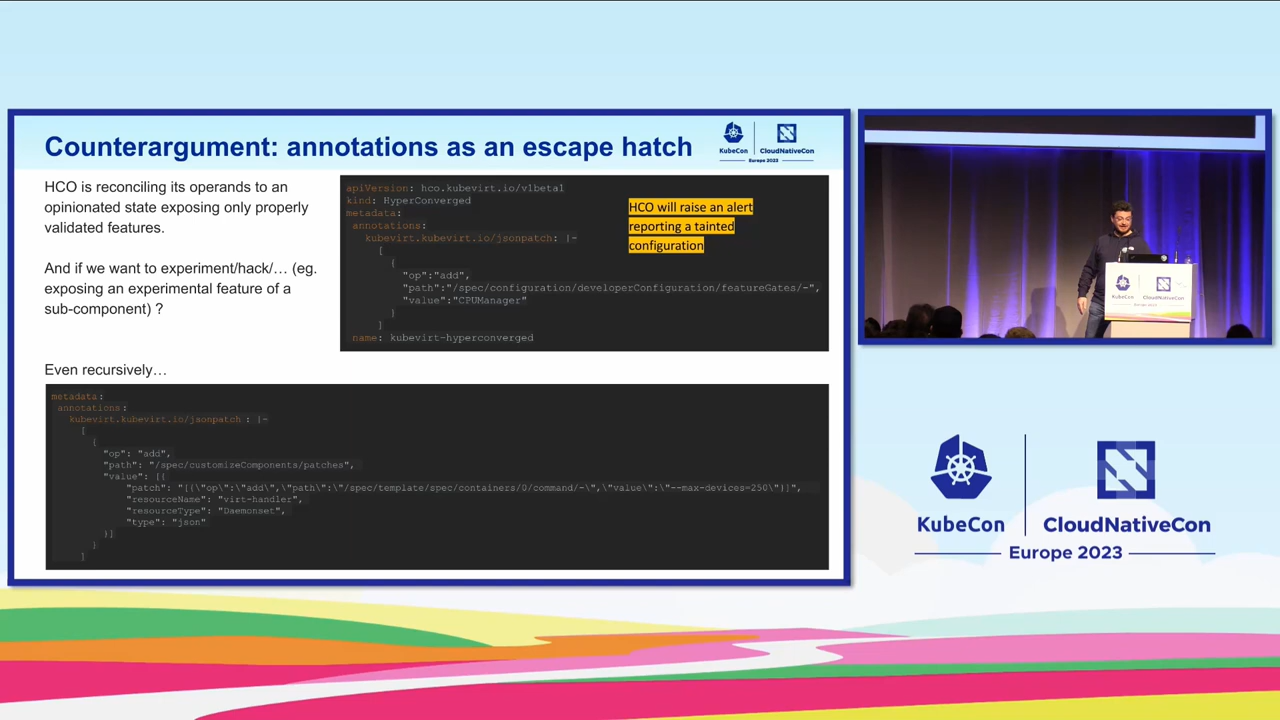 Counterargument: annotations as an escape hatch
KubeCon
CloudNativeCon
Europe 2023
HCO is reconciling its operands to an
opinionated state exposing only properly
validated features.
And if we want to experiment/hack/… (eg.
exposing an experimental feature of a
sub-component) ?
apiVersion: hco.kubevirt.io/v1beta1
kind: HyperConverged
metadata:
annotations:
kubevirt.kubevirt.io/jsonpatch: |-
[
{
"op":"add",
"path":"/spec/configuration/developerConfiguration/featureGates/-",
"value":"CPUManager"
}
]
name: kubevirt-hyperconverged
HCO will raise an alert
reporting a tainted
configuration
Even recursively…
metadata:
annotations:
kubevirt.kubevirt.io/jsonpatch : |-
[
{
"op": "add",
"path": "/spec/customizeComponents/patches",
"value": [{
"patch": "[{\"op\":\"add\",\"path\":\"/spec/template/spec/containers/0/command/-\",\"value\":\"--max-devices=250\"}]",
"resourceName": "virt-handler",
"resourceType": "Daemonset",
"type": "json"
}]
}
]
KubeCon
CloudNativeCon
KubeCon
CloudNativeCon
Europe 2023